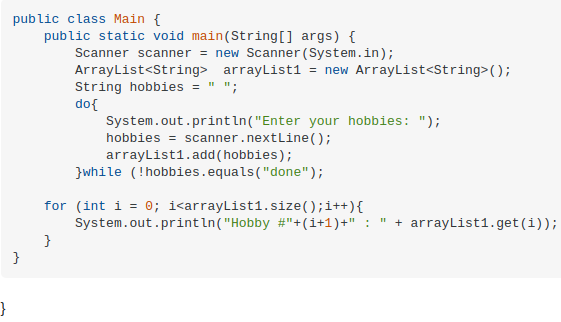 public class Main {
    public static void main(String[] args) {
        Scanner scanner = new Scanner(System.in);
        ArrayList<String>  arrayList1 = new ArrayList<String>();
        String hobbies = " ";
        do{
            System.out.println("Enter your hobbies: ");
            hobbies = scanner.nextLine();
            arrayList1.add(hobbies);
        }while (!hobbies.equals("done");

    for (int i = 0; i<arrayList1.size();i++){
        System.out.println("Hobby #"+(i+1)+" : " + arrayList1.get(i));
    }
}
}